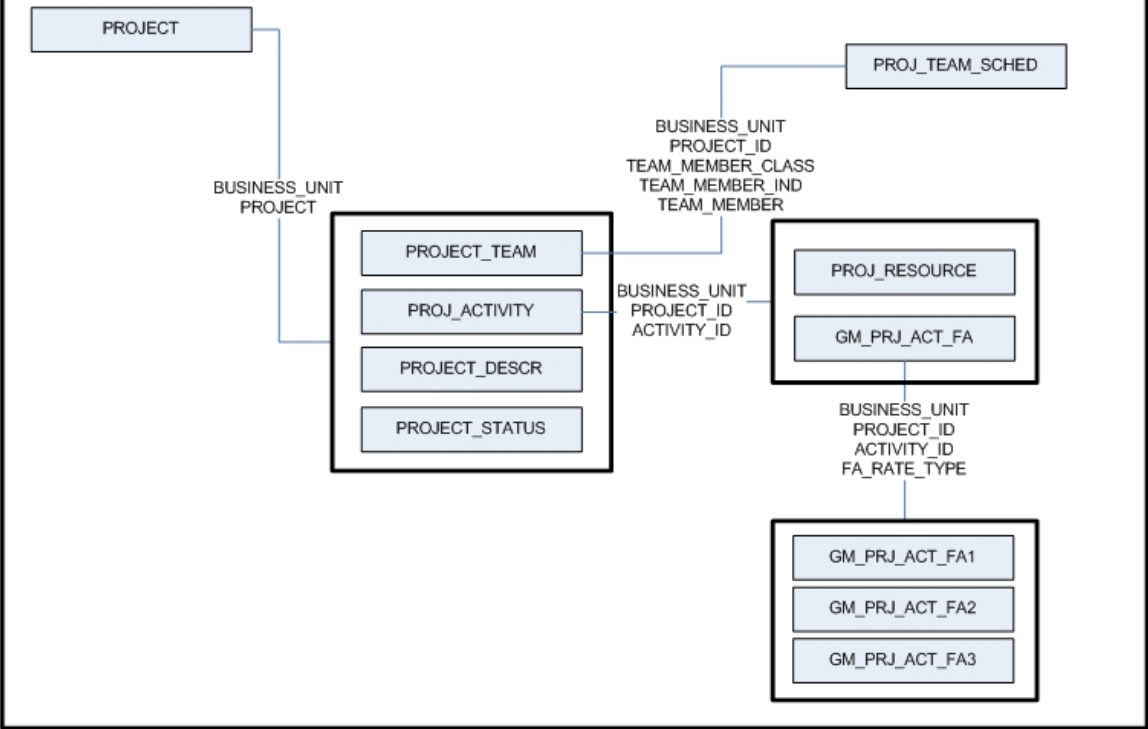 PROJECT
PROJ_TEAM_SCHED
BUSINESS_UNIT
PROJECT_ID
TEAM_MEMBER_CLASS
TEAM_MEMBER_IND
TEAM_MEMBER
BUSINESS_UNIT
PROJECT
PROJECT_TEAM
PROJ_ACTIVITY
PROJECT_DESCR
PROJECT_STATUS
BUSINESS_UNIT
PROJECT_ID
ACTIVITY_ID
PROJ_RESOURCE
GM_PRJ_ACT_FA
BUSINESS_UNIT
PROJECT_ID
ACTIVITY_ID
FA_RATE_TYPE
GM_PRJ_ACT_FA1
GM_PRJ_ACT_FA2
GM_PRJ_ACT_FA3